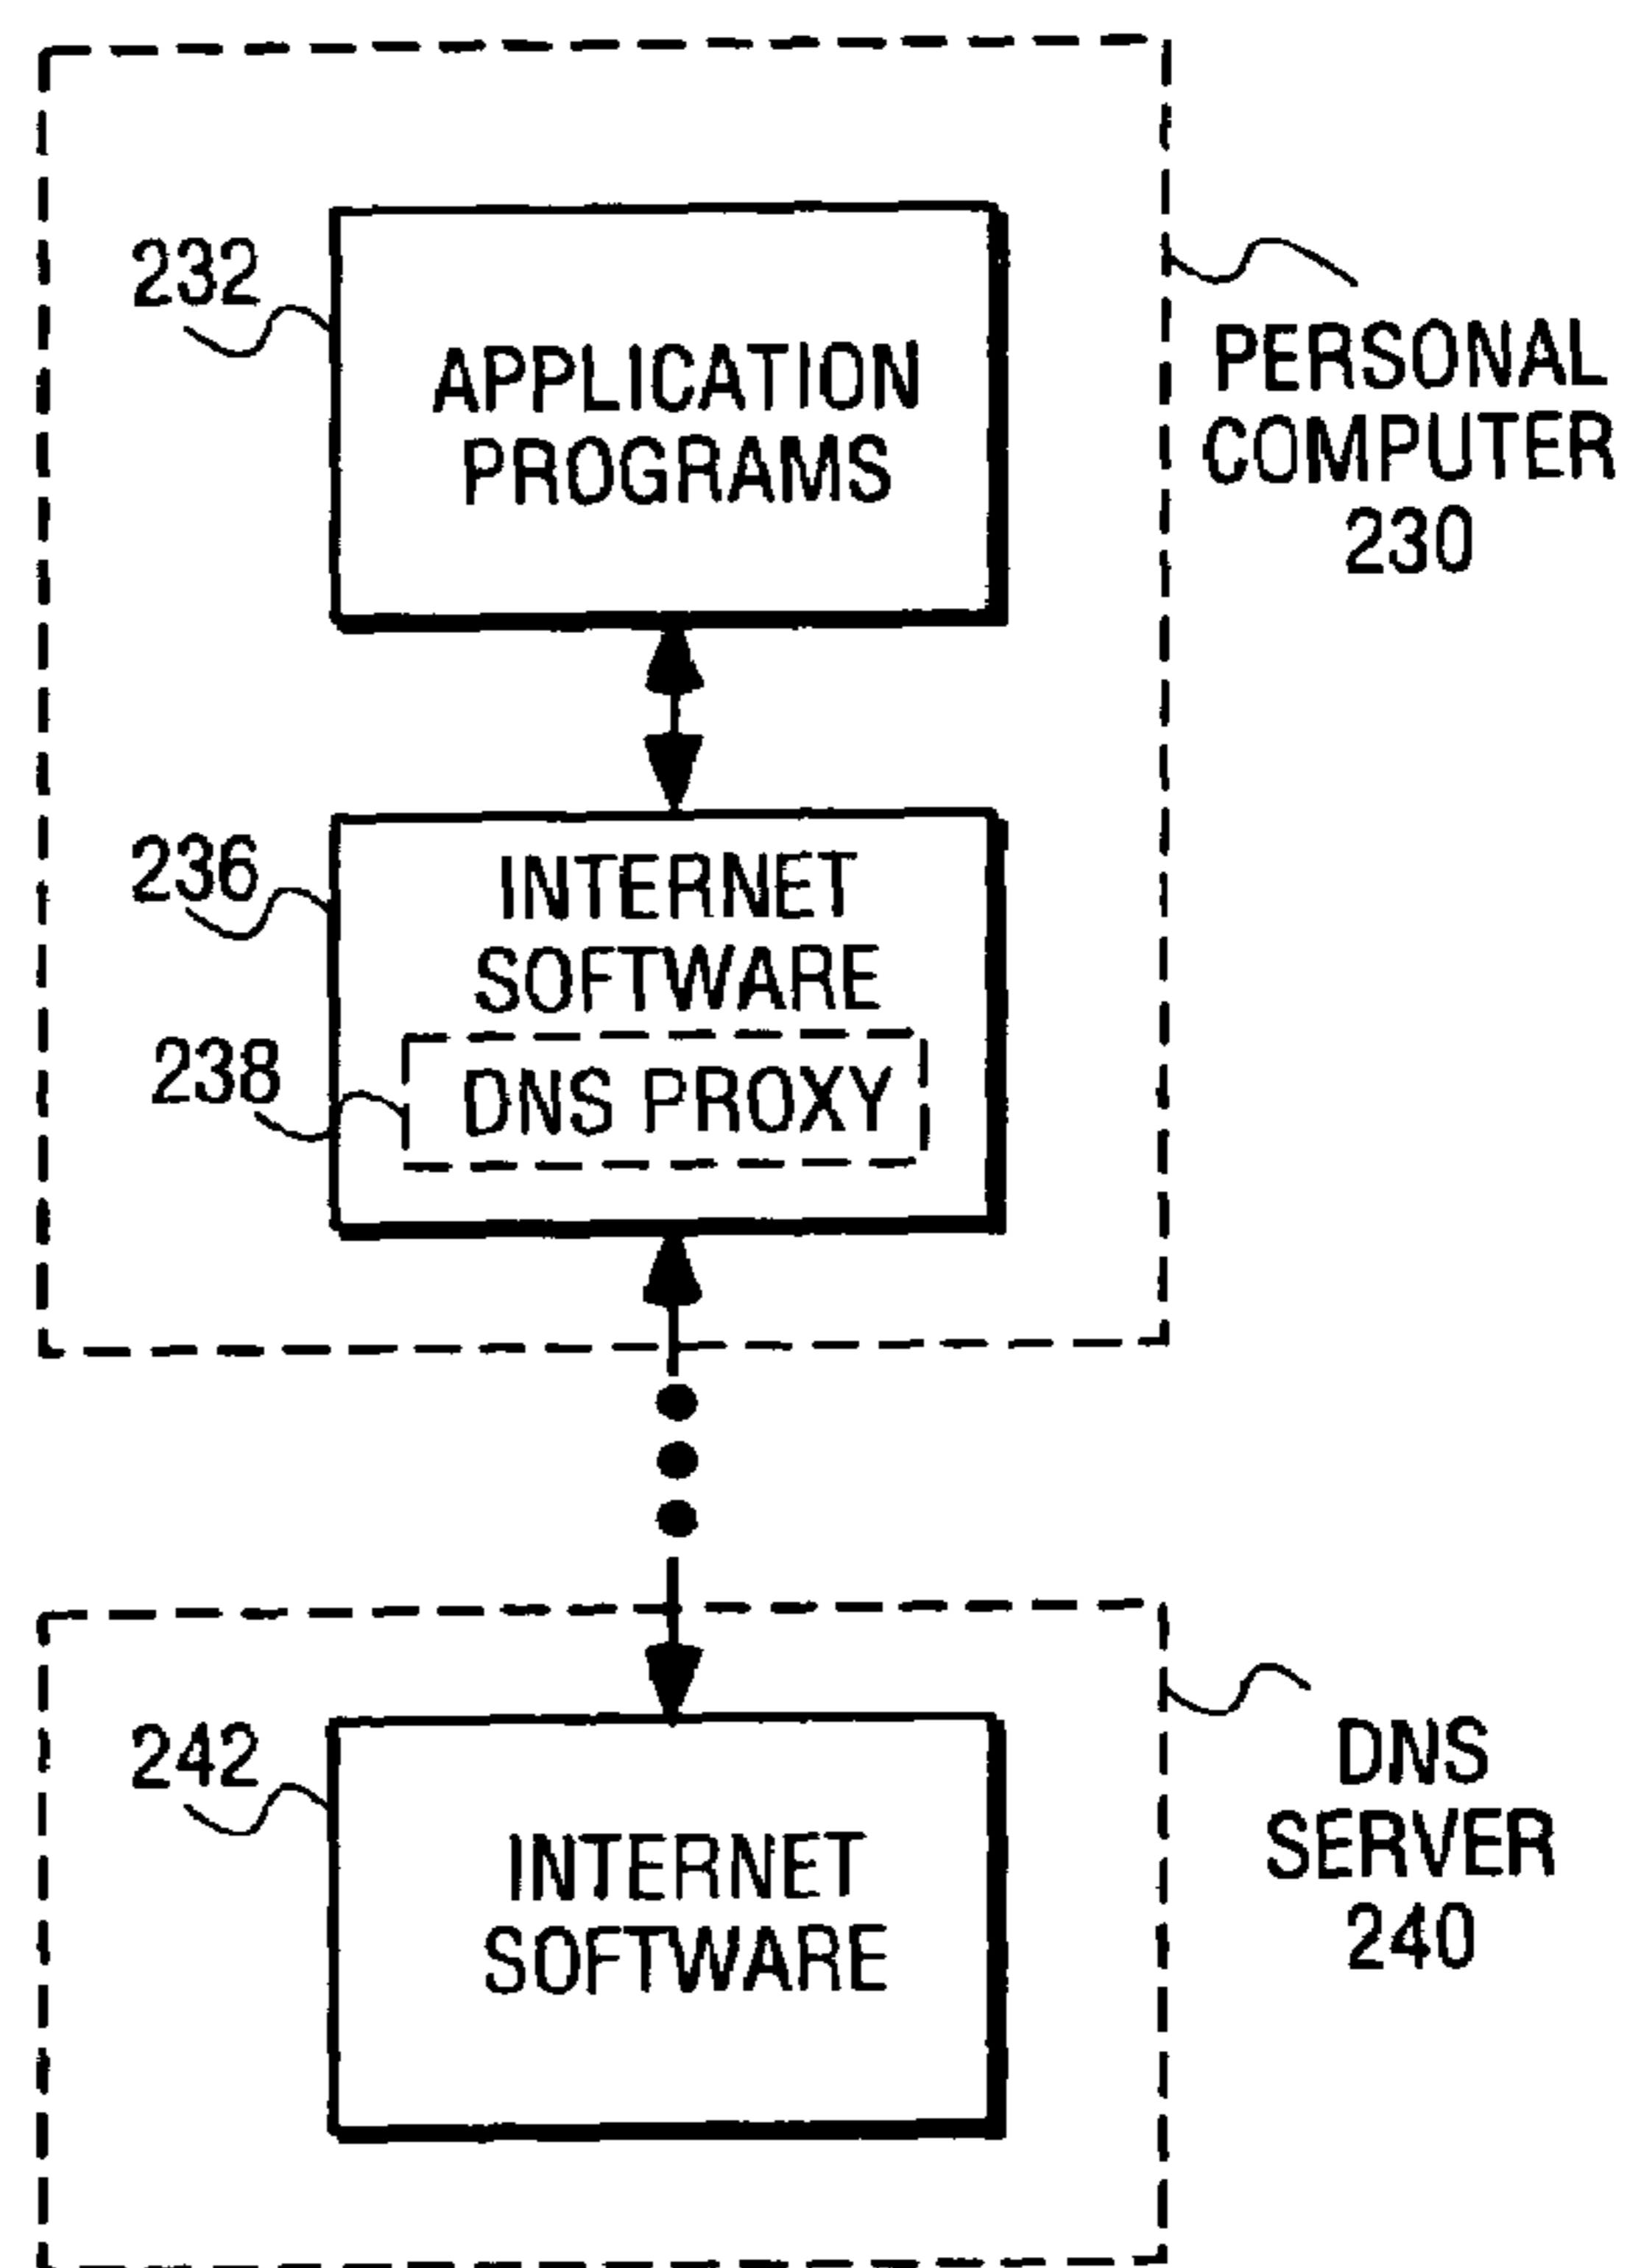 232
APPLICATION
PROGRAMS
PERSONAL
COMPUTER
230
236
INTERNET
SOFTWARE
238
DNS PROXY
242
INTERNET
SOFTWARE
DNS
SERVER
240